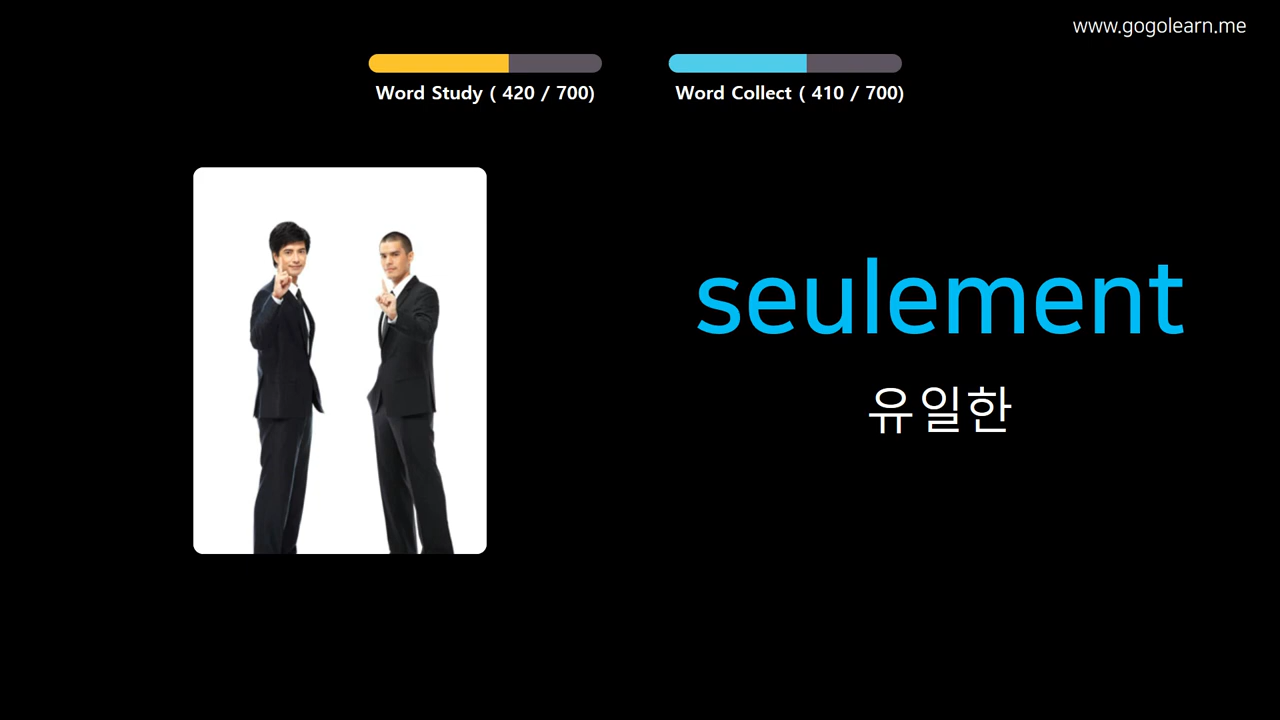 www.gogolearn.me
Word Study ( 420 / 700)
Word Collect ( 410 / 700)
seulement
유일한